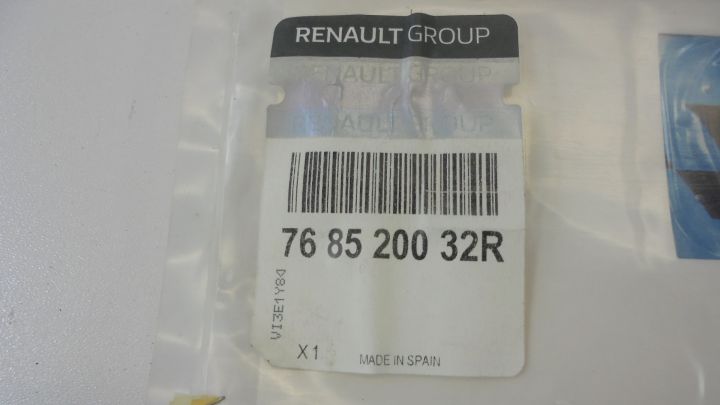 RENAULT GROUP
RENAULT GROUP
RENAULT GROUP
76 85 200 32R
VI3E1Y84
X1
MADE IN SPAIN